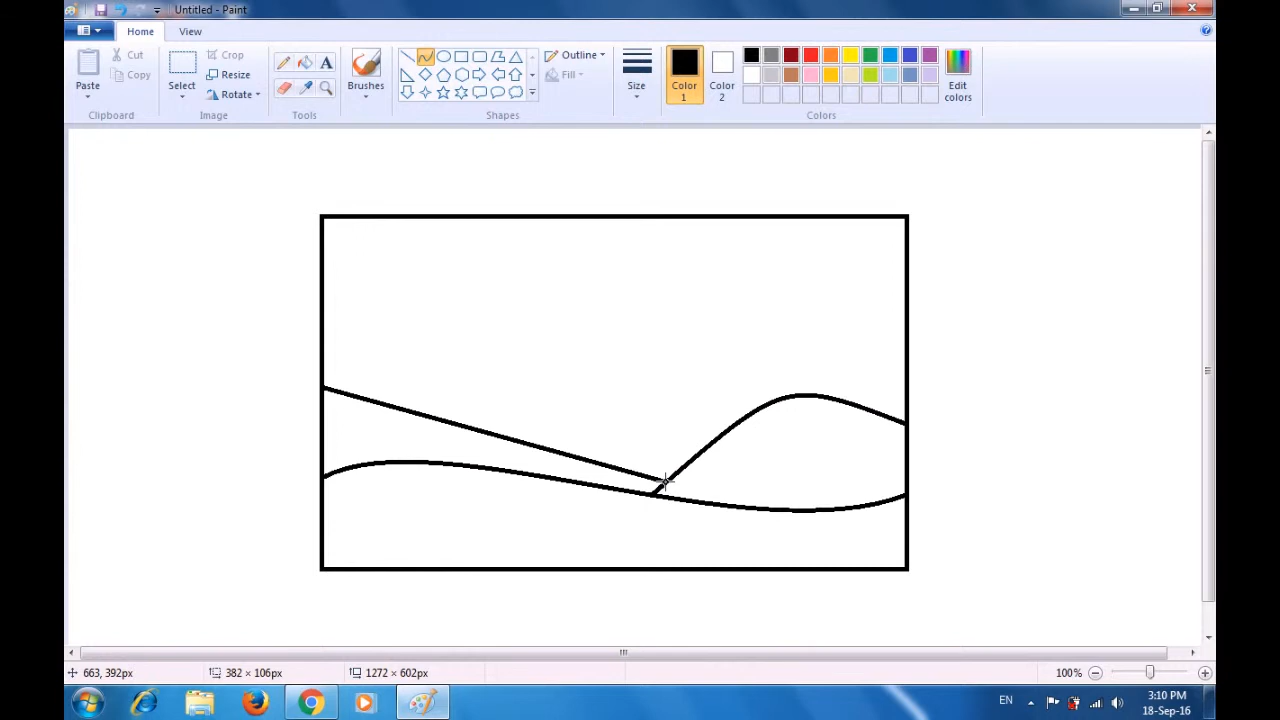 Untitled - Paint
Home View
Paste
Cut
Copy
Clipboard
Select
Crop
Resize
Rotate
Image
A
Tools
Brushes
Shapes
Outline
Fill
Size
Color 1
Color 2
Edit colors
Colors
663, 392px
382 × 106px
1272 × 602px
100%
EN
3:10 PM
18-Sep-16